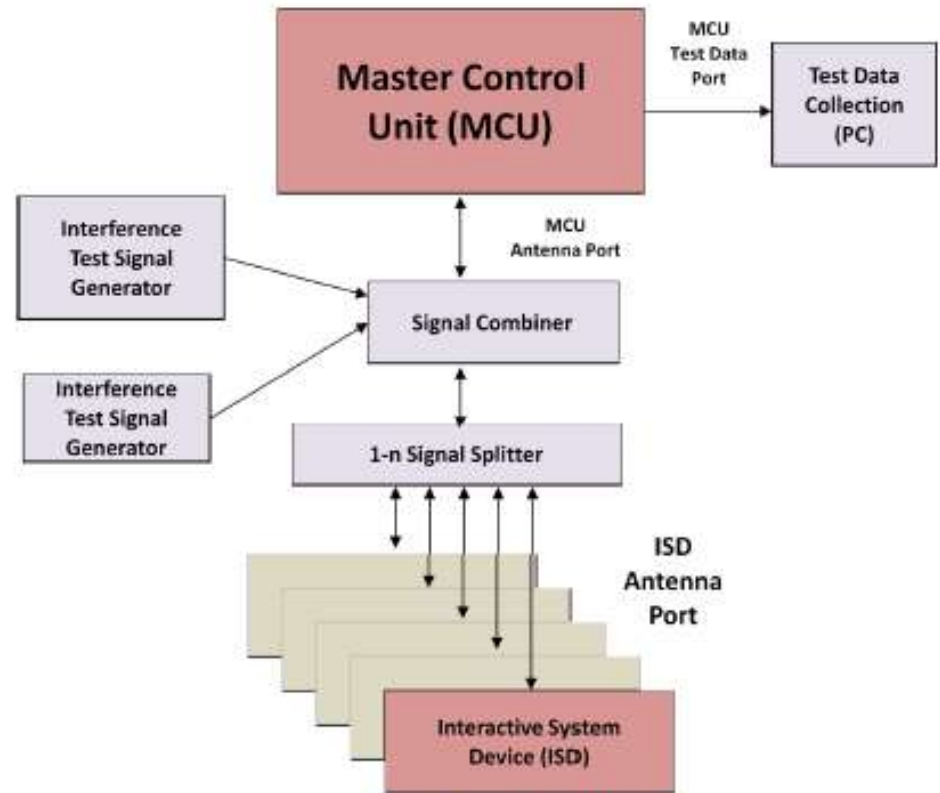 Master Control
Unit (MCU)
MCU
Test Data
Port
Test Data
Collection
(PC)
Interference
Test Signal
Generator
MCU
Antenna Port
Signal Combiner
Interference
Test Signal
Generator
1-n Signal Splitter
ISD
Antenna
Port
Interactive System
Device (ISD)